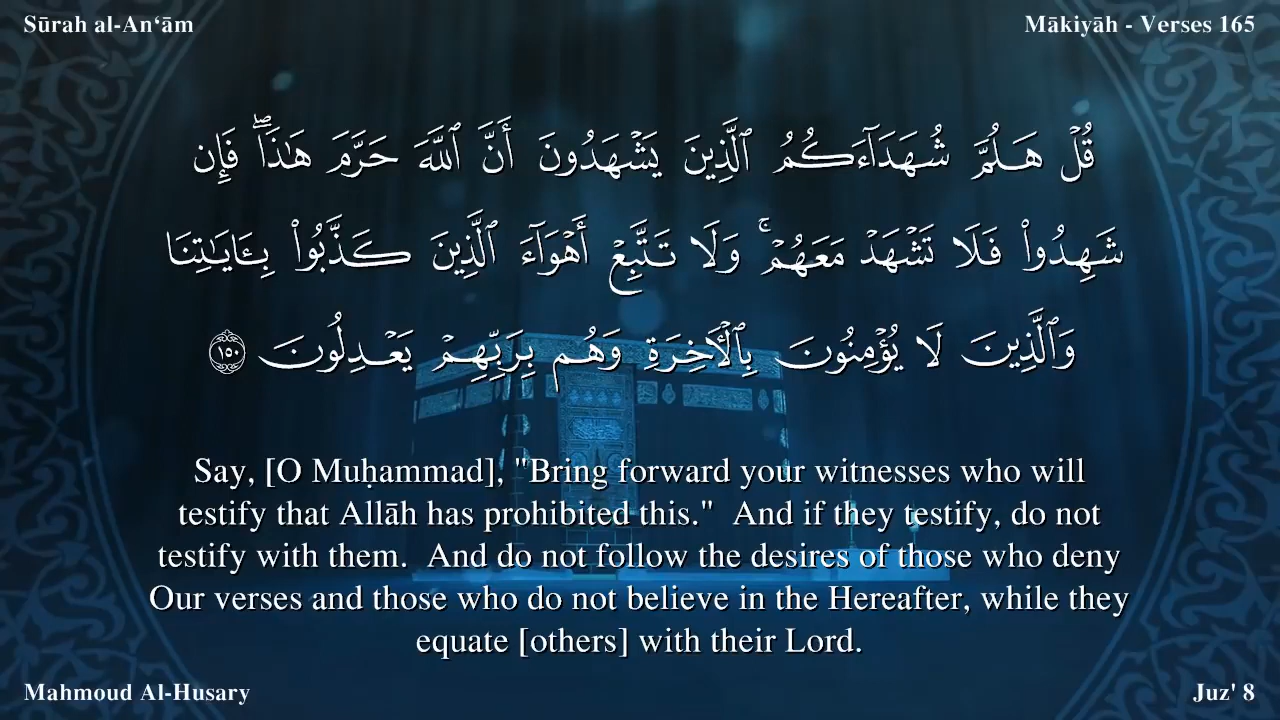 Sūrah al-An‘ām
Mākiyāh - Verses 165
قُلْ هَلُمَّ شُهَدَآءَكُمُ ٱلَّذِينَ يَشْهَدُونَ أَنَّ ٱللَّهَ حَرَّمَ هَـٰذَا ۖ فَإِن
شَهِدُوا۟ فَلَا تَشْهَدْ مَعَهُمْ ۚ وَلَا تَتَّبِعْ أَهْوَآءَ ٱلَّذِينَ كَذَّبُوا۟ بِـَٔايَـٰتِنَا
وَٱلَّذِينَ لَا يُؤْمِنُونَ بِٱلْـَٔاخِرَةِ وَهُم بِرَبِّهِمْ يَعْدِلُونَ ١٥٠
Say, [O Muḥammad], "Bring forward your witnesses who will
testify that Allāh has prohibited this."  And if they testify, do not
testify with them.  And do not follow the desires of those who deny
Our verses and those who do not believe in the Hereafter, while they
equate [others] with their Lord.
Mahmoud Al-Husary
Juz' 8